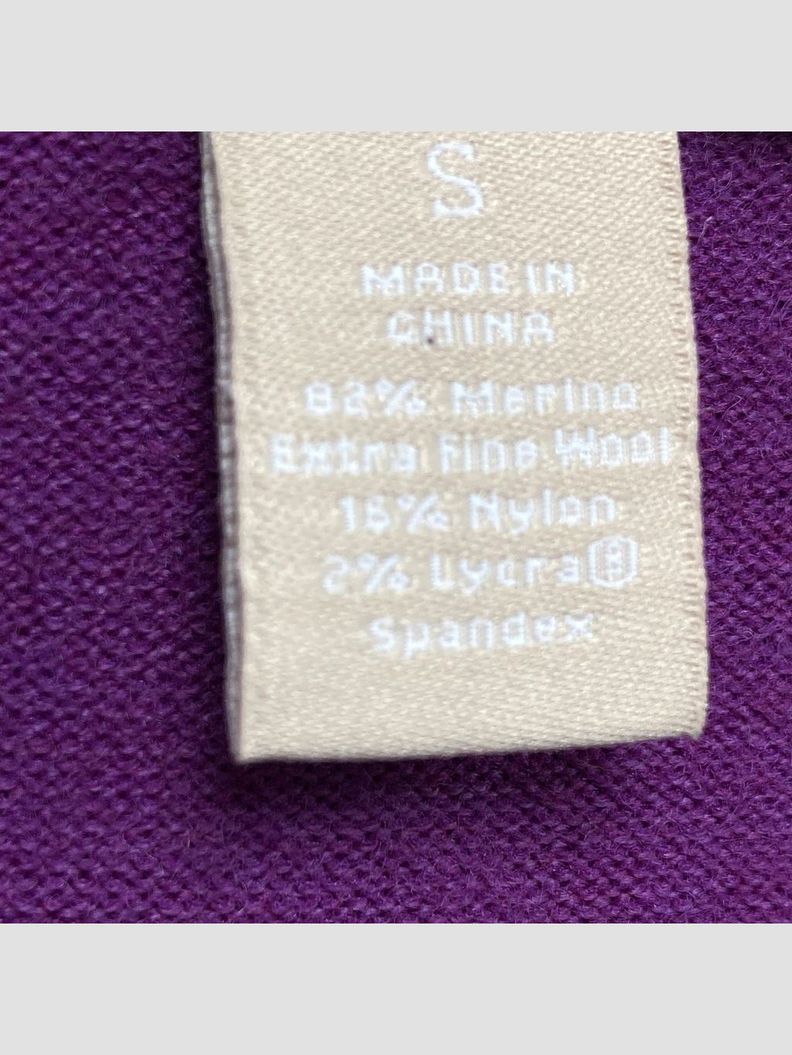 S
MADE IN
CHINA
82% Merino
Extra Fine Wool
16% Nylon
2% Lycra®
Spandex